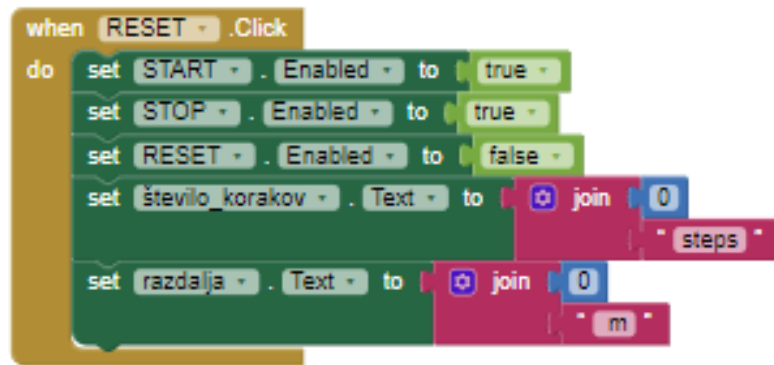 when RESET .Click
do set START . Enabled to true
set STOP . Enabled to true
set RESET . Enabled to false
set število_korakov . Text to join 0
" steps "
set razdalja . Text to join 0
" m "